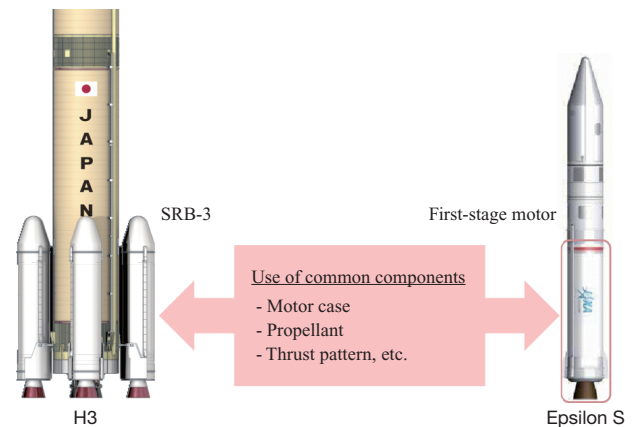 JAPAN
SRB-3
First-stage motor
Use of common components
- Motor case
- Propellant
- Thrust pattern, etc.
H3
Epsilon S